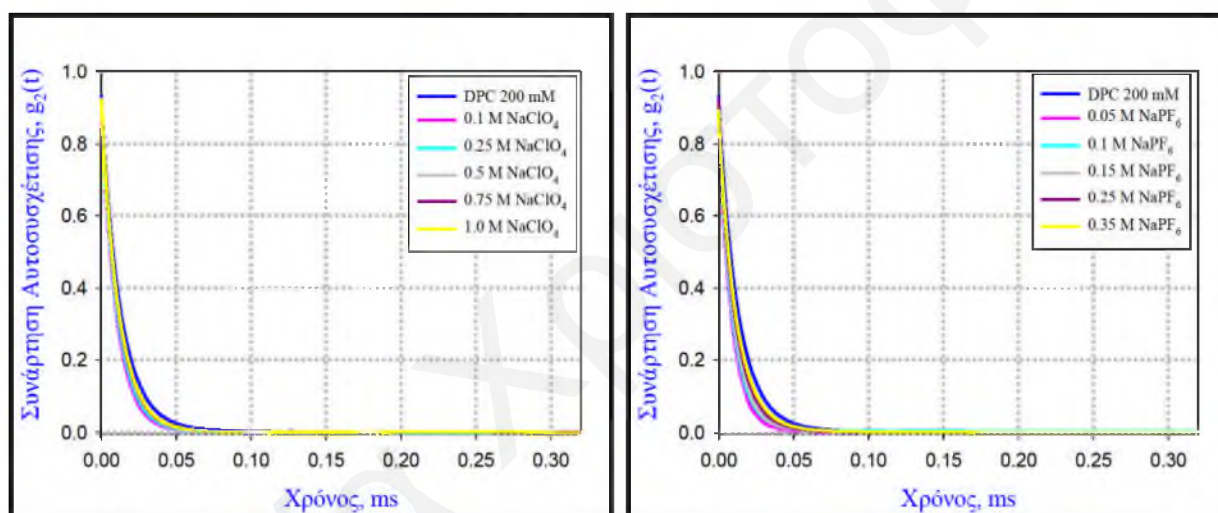 Συνάρτηση Αυτοσυσχέτισης, g₂(t)
1.0
0.8
0.6
0.4
0.2
0.0
DPC 200 mM
0.1 M NaClO₄
0.25 M NaClO₄
0.5 M NaClO₄
0.75 M NaClO₄
1.0 M NaClO₄
0.00 0.05 0.10 0.15 0.20 0.25 0.30
Χρόνος, ms
Συνάρτηση Αυτοσυσχέτισης, g₂(t)
1.0
0.8
0.6
0.4
0.2
0.0
DPC 200 mM
0.05 M NaPF₆
0.1 M NaPF₆
0.15 M NaPF₆
0.25 M NaPF₆
0.35 M NaPF₆
0.00 0.05 0.10 0.15 0.20 0.25 0.30
Χρόνος, ms